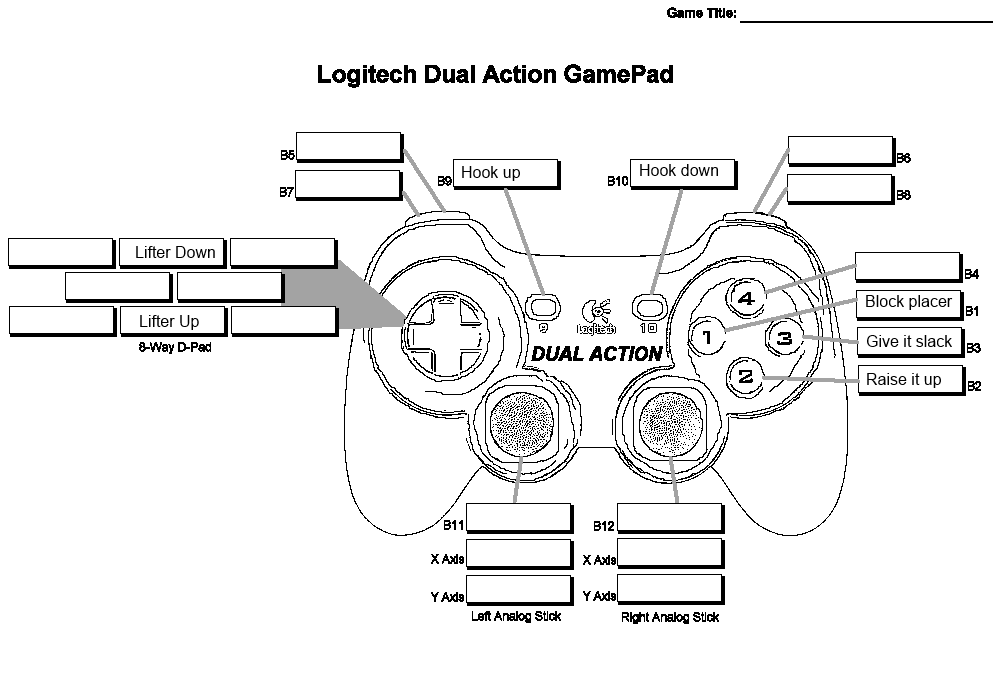 Game Title:
Logitech Dual Action GamePad
B5
B6
B9 Hook up
B10 Hook down
B7
B8
Lifter Down
B4
Block placer B1
4
9
Logitech
10
1
3
Lifter Up
Give it slack B3
8-Way D-Pad
DUAL ACTION
2
Raise it up B2
B11
B12
X Axis
X Axis
Y Axis
Y Axis
Left Analog Stick
Right Analog Stick